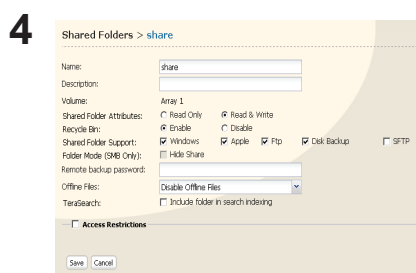 4
Shared Folders > share
Name: share
Description:
Volume: Array 1
Shared Folder Attributes: Read Only Read & Write
Recycle Bin: Enable Disable
Shared Folder Support: Windows Apple Ftp Disk Backup SFTP
Folder Mode (SMB Only): Hide Share
Remote backup password:
Offline Files: Disable Offline Files
TeraSearch: Include folder in search indexing
Access Restrictions
Save Cancel